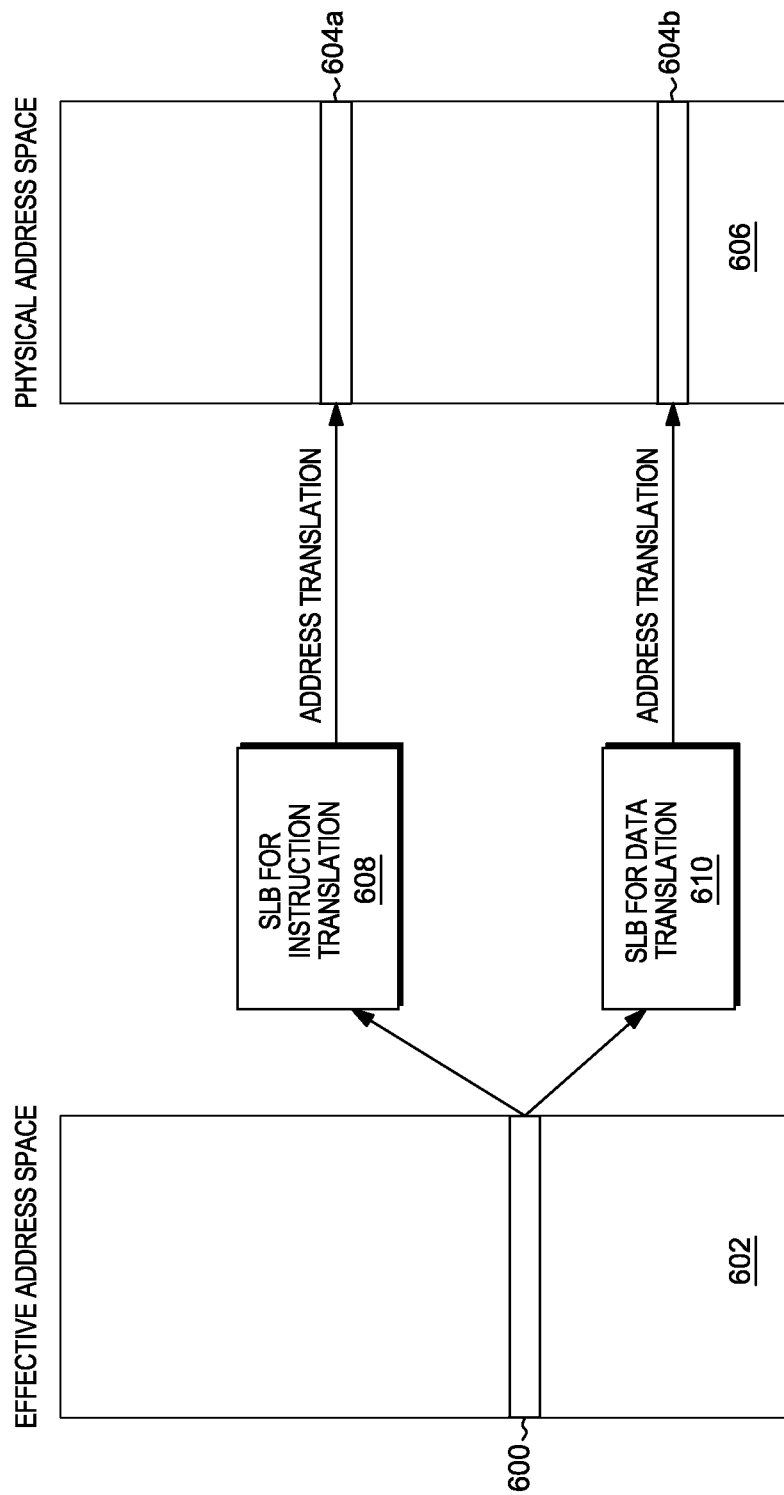 EFFECTIVE ADDRESS SPACE
600
602
SLB FOR
INSTRUCTION
TRANSLATION
608
SLB FOR DATA
TRANSLATION
610
ADDRESS TRANSLATION
ADDRESS TRANSLATION
PHYSICAL ADDRESS SPACE
604a
604b
606